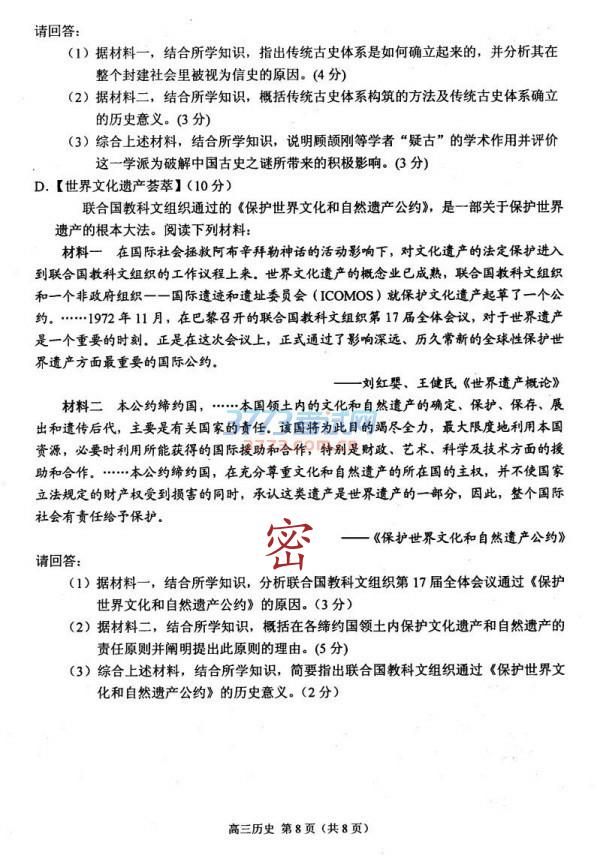 请回答：
（1）据材料一，结合所学知识，指出传统古史体系是如何确立起来的，并分析其在
整个封建社会里被视为信史的原因。（4 分）
（2）据材料二，结合所学知识，概括传统古史体系构筑的方法及传统古史体系确立
的历史意义。（3 分）
（3）综合上述材料，结合所学知识，说明顾颉刚等学者“疑古”的学术作用并评价
这一学派为破解中国古史之谜所带来的积极影响。（3 分）
D．【世界文化遗产荟萃】（10 分）
联合国教科文组织通过的《保护世界文化和自然遗产公约》，是一部关于保护世界
遗产的根本大法。阅读下列材料：
材料一　在国际社会拯救阿布辛拜勒神话的活动影响下，对文化遗产的法定保护进入
到联合国教科文组织的工作议程上来。世界文化遗产的概念业已成熟，联合国教科文组织
和一个非政府组织——国际遗迹和遗址委员会（ICOMOS）就保护文化遗产起草了一个公
约。……1972 年 11 月，在巴黎召开的联合国教科文组织第 17 届全体会议，对于世界遗产
是一个重要的时刻。正是在这次会议上，正式通过了影响深远、历久常新的全球性保护世
界遗产方面最重要的国际公约。
——刘红婴、王健民《世界遗产概论》
材料二　本公约缔约国，……本国领土内的文化和自然遗产的确定、保护、保存、展
出和遗传后代，主要是有关国家的责任。该国将为此目的竭尽全力，最大限度地利用本国
资源，必要时利用所能获得的国际援助和合作，特别是财政、艺术、科学及技术方面的援
助和合作。……本公约缔约国，在充分尊重文化和自然遗产的所在国的主权，并不使国家
立法规定的财产权受到损害的同时，承认这类遗产是世界遗产的一部分，因此，整个国际
社会有责任给予保护。
——《保护世界文化和自然遗产公约》
密
请回答：
（1）据材料一，结合所学知识，分析联合国教科文组织第 17 届全体会议通过《保护
世界文化和自然遗产公约》的原因。（3 分）
（2）据材料二，结合所学知识，概括在各缔约国领土内保护文化遗产和自然遗产的
责任原则并阐明提出此原则的理由。（5 分）
（3）综合上述材料，结合所学知识，简要指出联合国教科文组织通过《保护世界文
化和自然遗产公约》的历史意义。（2 分）
高三历史 第 8 页（共 8 页）
3773考试网
3773.com.cn